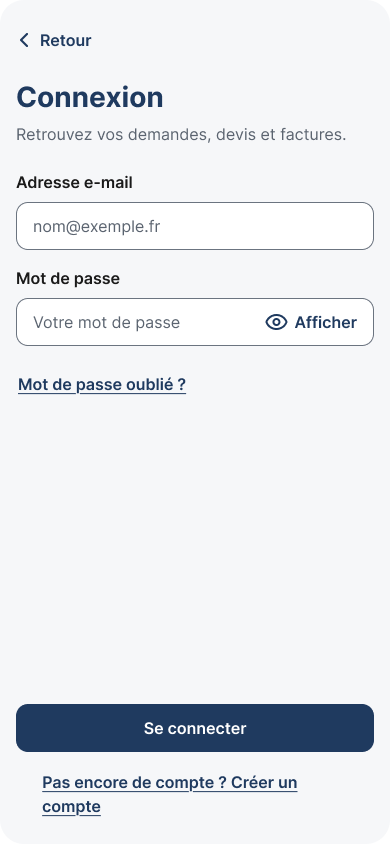 Retour
Connexion
Retrouvez vos demandes, devis et factures.
Adresse e-mail
nom@exemple.fr
Mot de passe
Votre mot de passe Afficher
Mot de passe oublié ?
Se connecter
Pas encore de compte ? Créer un
compte